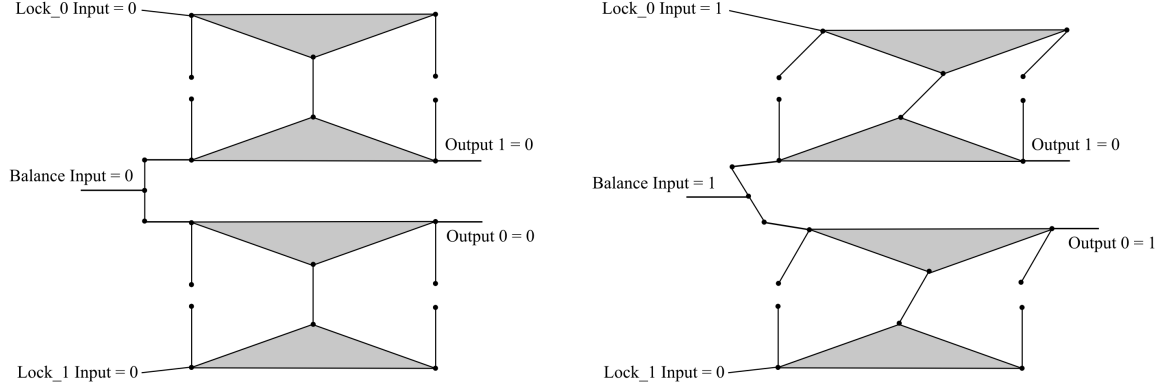 Lock_0 Input = 0
Output 1 = 0
Balance Input = 0
Output 0 = 0
Lock_1 Input = 0
Lock_0 Input = 1
Output 1 = 0
Balance Input = 1
Output 0 = 1
Lock_1 Input = 0